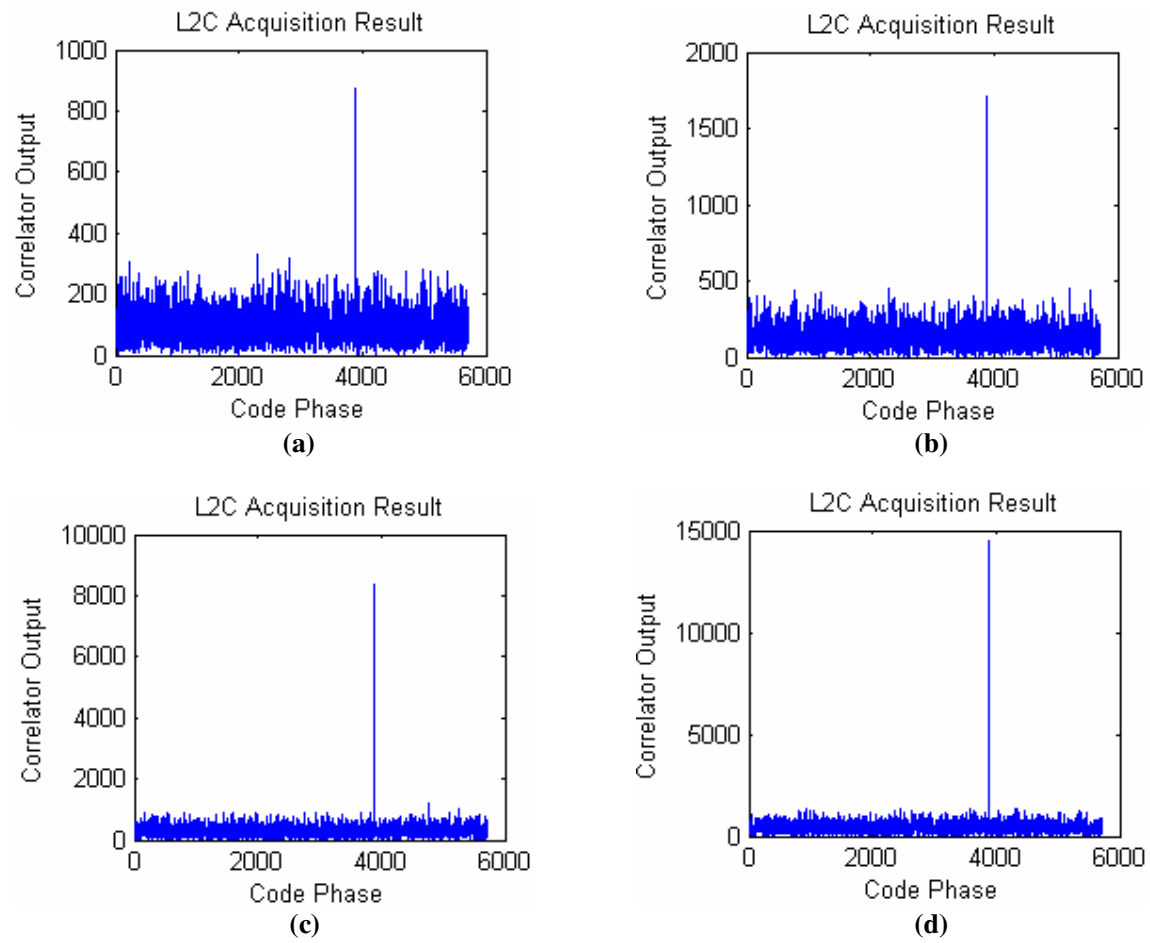 L2C Acquisition Result
1000
800
600
400
200
0
Correlator Output
0 2000 4000 6000
Code Phase
(a)
L2C Acquisition Result
2000
1500
1000
500
0
Correlator Output
0 2000 4000 6000
Code Phase
(b)
L2C Acquisition Result
10000
8000
6000
4000
2000
0
Correlator Output
0 2000 4000 6000
Code Phase
(c)
L2C Acquisition Result
15000
10000
5000
0
Correlator Output
0 2000 4000 6000
Code Phase
(d)